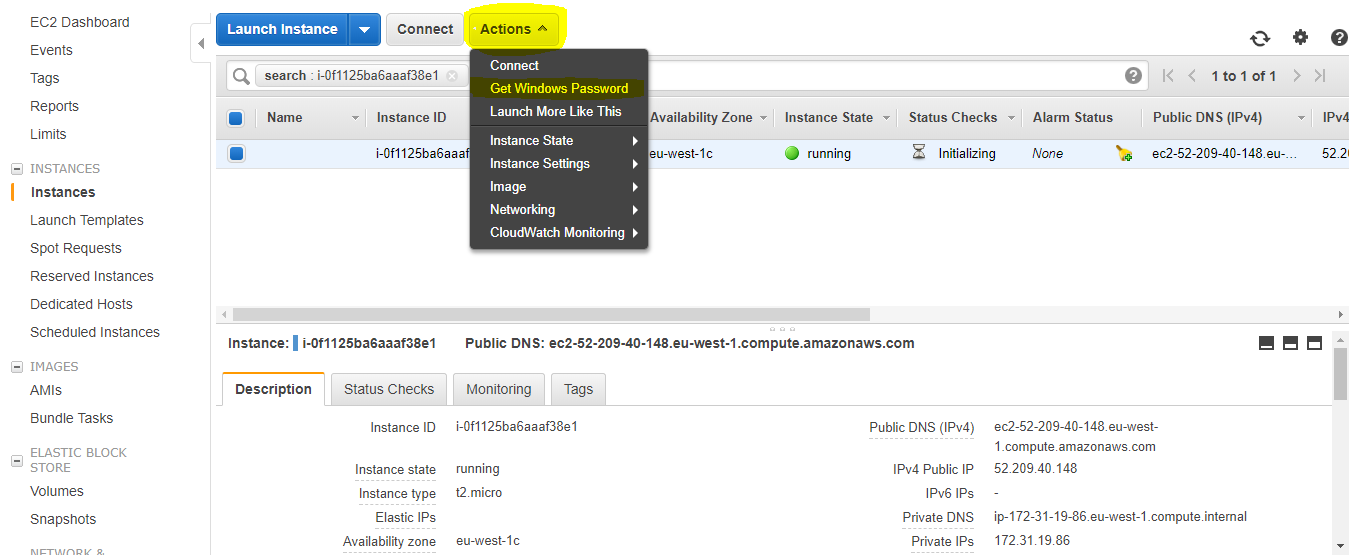 EC2 Dashboard
Events
Tags
Reports
Limits
INSTANCES
Instances
Launch Templates
Spot Requests
Reserved Instances
Dedicated Hosts
Scheduled Instances
IMAGES
AMIs
Bundle Tasks
ELASTIC BLOCK
STORE
Volumes
Snapshots
NETWORK &
Launch Instance Connect Actions
Connect
Get Windows Password
Launch More Like This
Instance State
Instance Settings
Image
Networking
CloudWatch Monitoring
search : i-0f1125ba6aaaf38e1 1 to 1 of 1
Name Instance ID Availability Zone Instance State Status Checks Alarm Status Public DNS (IPv4) IPv4
i-0f1125ba6aaaf eu-west-1c running Initializing None ec2-52-209-40-148.eu-... 52.20
Instance: i-0f1125ba6aaaf38e1 Public DNS: ec2-52-209-40-148.eu-west-1.compute.amazonaws.com
Description Status Checks Monitoring Tags
Instance ID i-0f1125ba6aaaf38e1
Instance state running
Instance type t2.micro
Elastic IPs
Availability zone eu-west-1c
Public DNS (IPv4) ec2-52-209-40-148.eu-west-
1.compute.amazonaws.com
IPv4 Public IP 52.209.40.148
IPv6 IPs -
Private DNS ip-172-31-19-86.eu-west-1.compute.internal
Private IPs 172.31.19.86